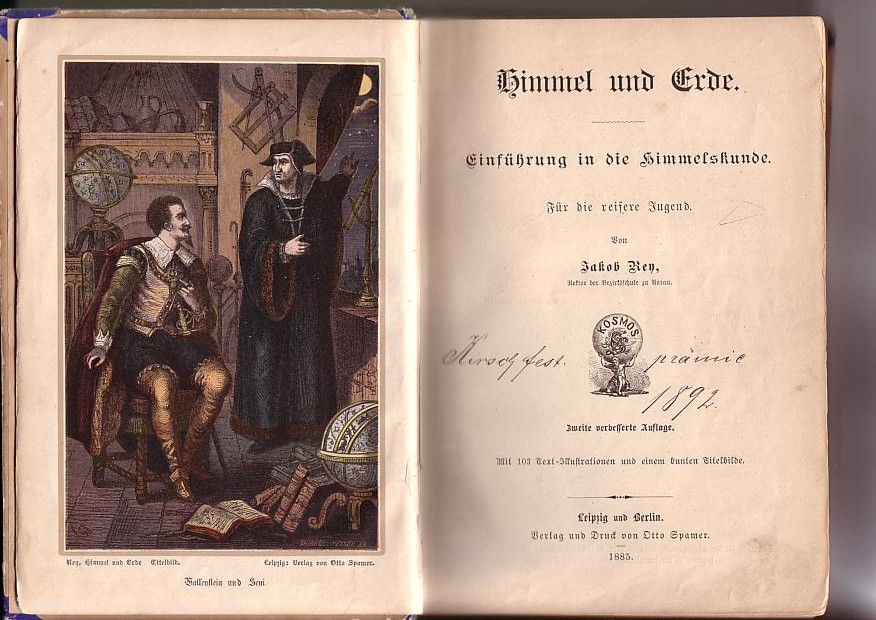 Rey, Himmel und Erde Titelbild. Leipzig: Verlag von Otto Spamer.
Wallenstein und Seni.
Himmel und Erde.
Einführung in die Himmelskunde.
Für die reifere Jugend.
Von
Jakob Rey,
Rektor der Bezirksschule zu Aarau.
KOSMOS
Kirschfest. prämie
1892.
Zweite verbesserte Auflage.
Mit 103 Text-Illustrationen und einem bunten Titelbilde.
Leipzig und Berlin.
Verlag und Druck von Otto Spamer.
1885.